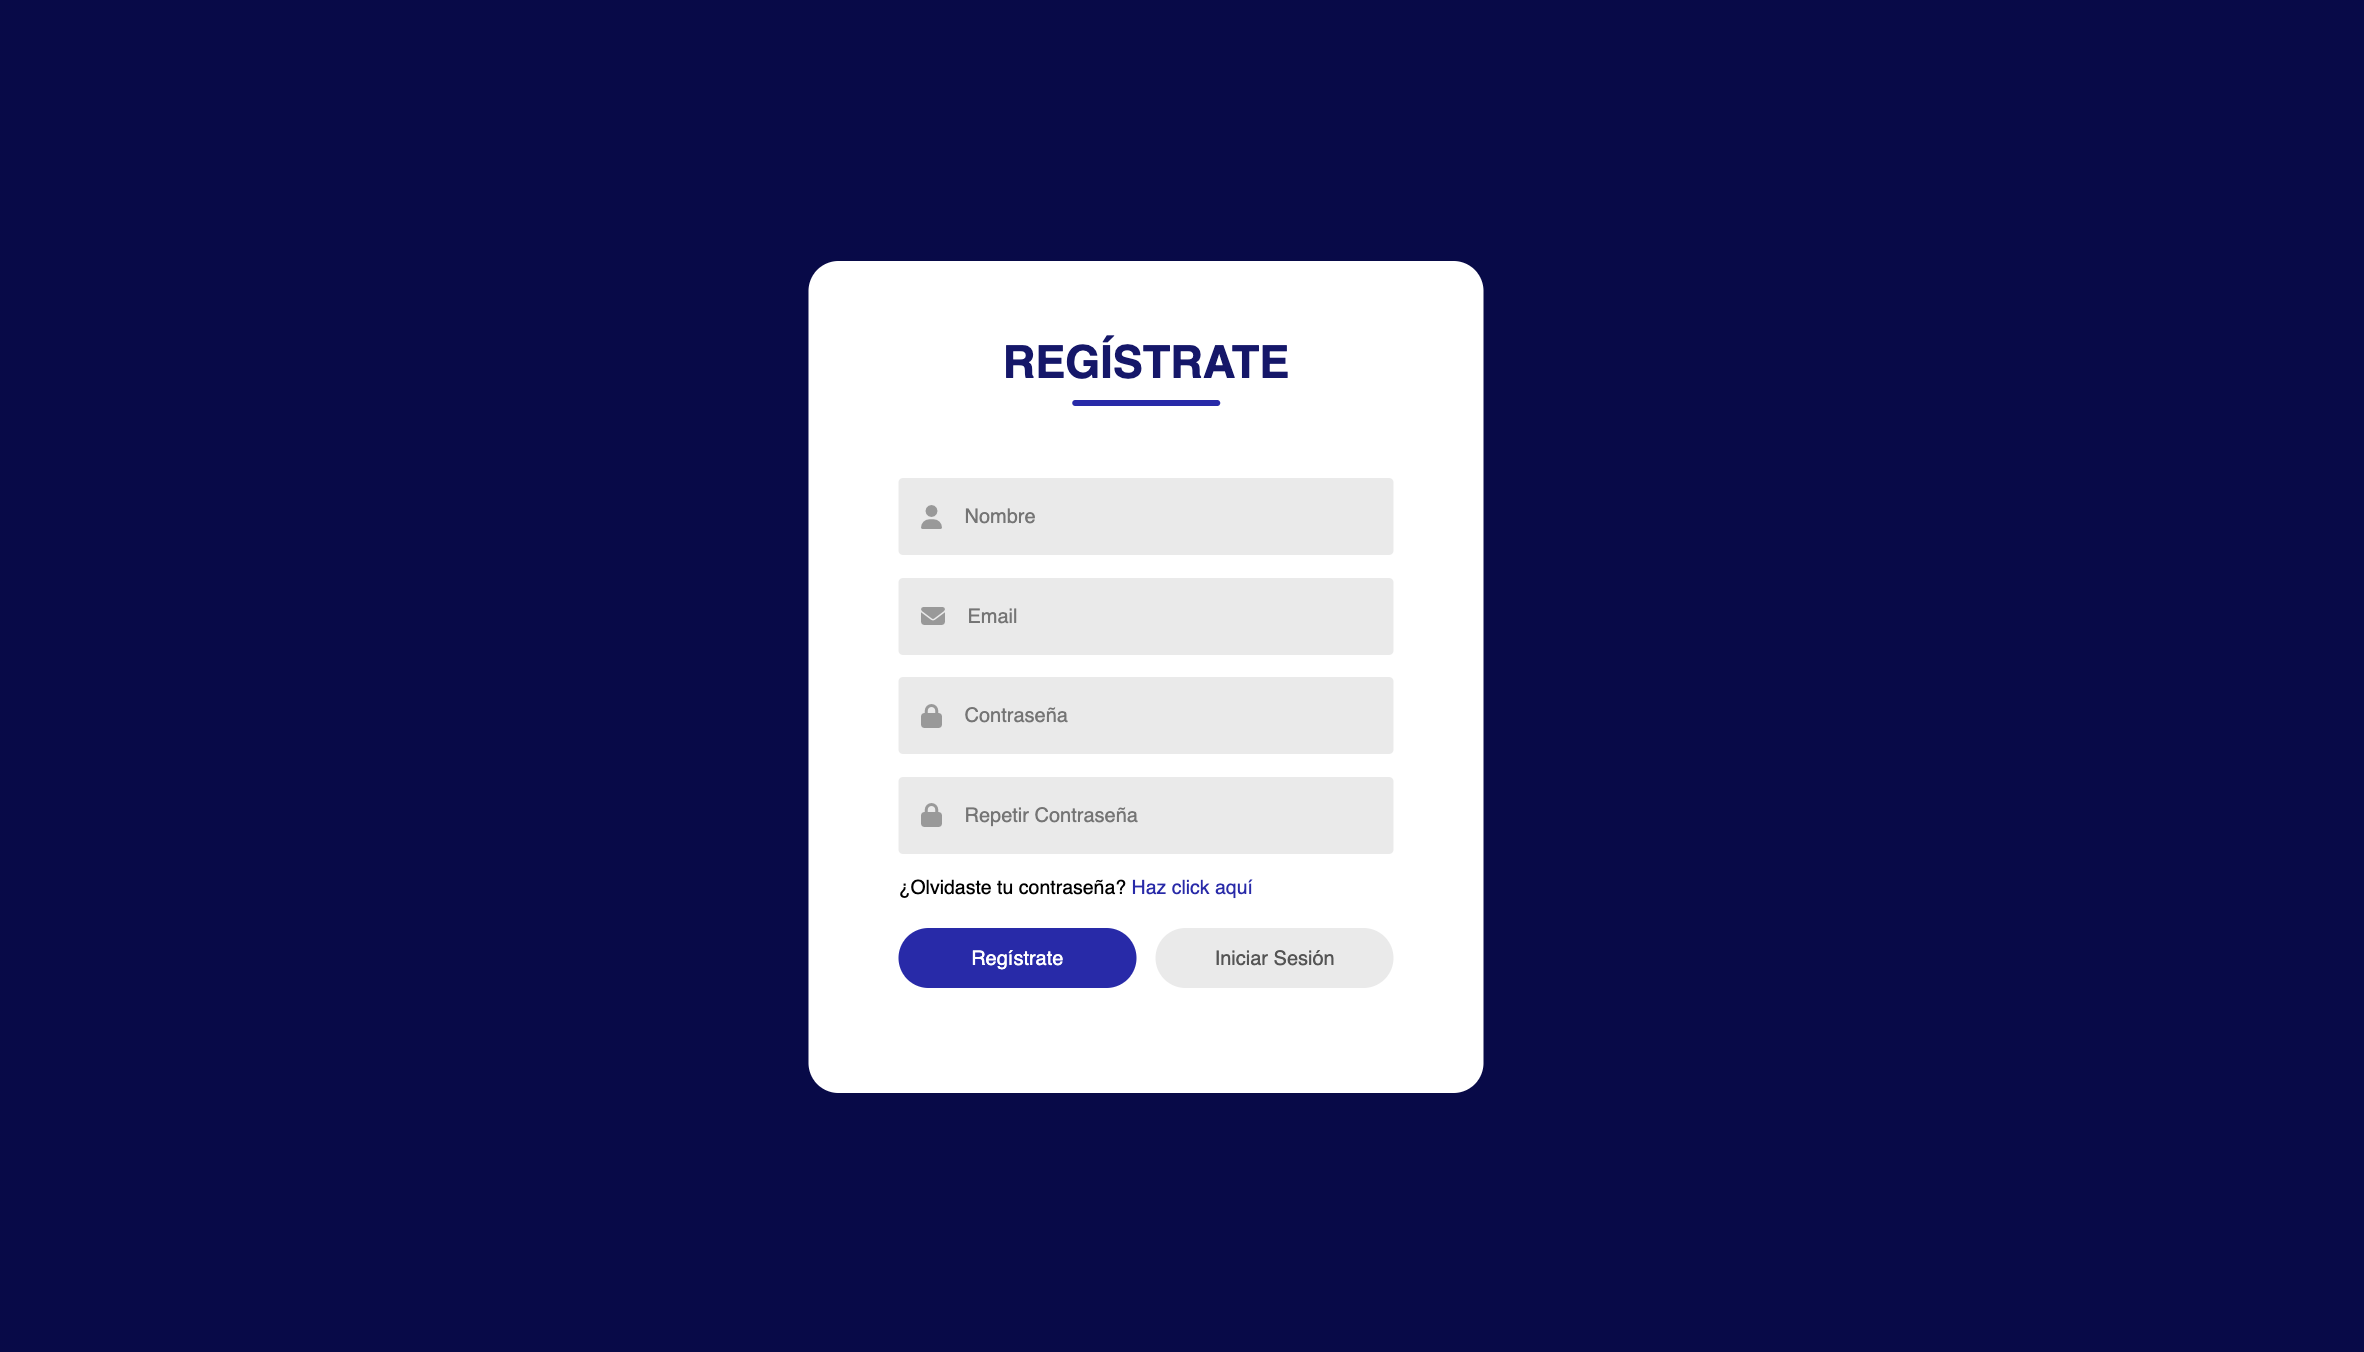 REGÍSTRATE
Nombre
Email
Contraseña
Repetir Contraseña
¿Olvidaste tu contraseña? Haz click aquí
Regístrate Iniciar Sesión